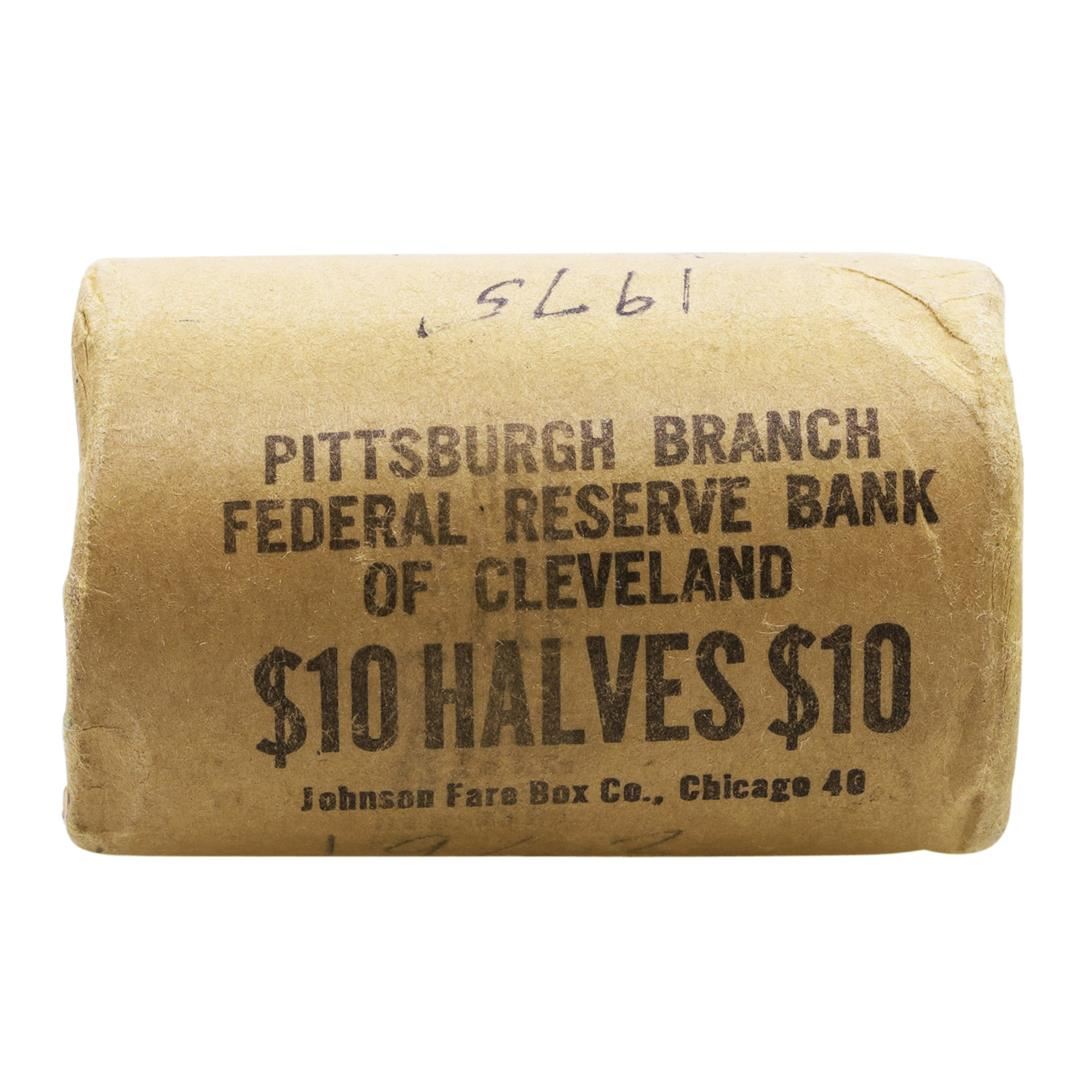 1975
PITTSBURGH BRANCH
FEDERAL RESERVE BANK
OF CLEVELAND
$10 HALVES $10
Johnson Fare Box Co., Chicago 40